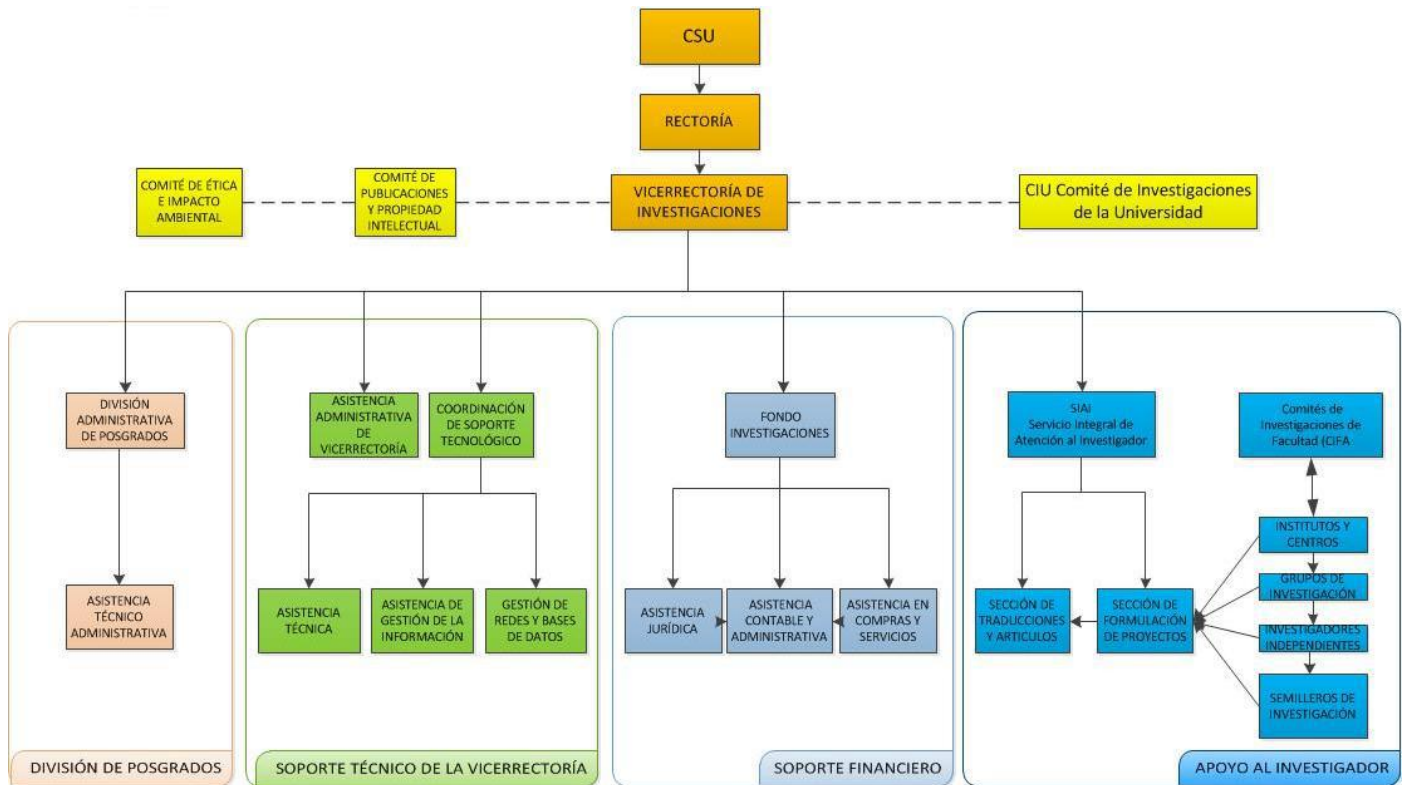 CSU
RECTORÍA
VICERRECTORÍA DE
INVESTIGACIONES
COMITÉ DE ÉTICA
E IMPACTO
AMBIENTAL
COMITÉ DE
PUBLICACIONES
Y PROPIEDAD
INTELECTUAL
CIU Comité de Investigaciones
de la Universidad
DIVISIÓN
ADMINISTRATIVA
DE POSGRADOS
ASISTENCIA
TÉCNICO
ADMINISTRATIVA
DIVISIÓN DE POSGRADOS
ASISTENCIA
ADMINISTRATIVA
DE
VICERRECTORÍA
COORDINACIÓN
DE SOPORTE
TECNOLÓGICO
ASISTENCIA
TÉCNICA
ASISTENCIA DE
GESTIÓN DE LA
INFORMACIÓN
GESTIÓN DE
REDES Y BASES
DE DATOS
SOPORTE TÉCNICO DE LA VICERRECTORÍA
FONDO
INVESTIGACIONES
ASISTENCIA
JURÍDICA
ASISTENCIA
CONTABLE Y
ADMINISTRATIVA
ASISTENCIA EN
COMPRAS Y
SERVICIOS
SOPORTE FINANCIERO
SIAI
Servicio Integral de
Atención al Investigador
Comités de
Investigaciones de
Facultad (CIFA
SECCIÓN DE
TRADUCCIONES
Y ARTICULOS
SECCIÓN DE
FORMULACIÓN
DE PROYECTOS
INSTITUTOS Y
CENTROS
GRUPOS DE
INVESTIGACIÓN
INVESTIGADORES
INDEPENDIENTES
SEMILLEROS DE
INVESTIGACIÓN
APOYO AL INVESTIGADOR